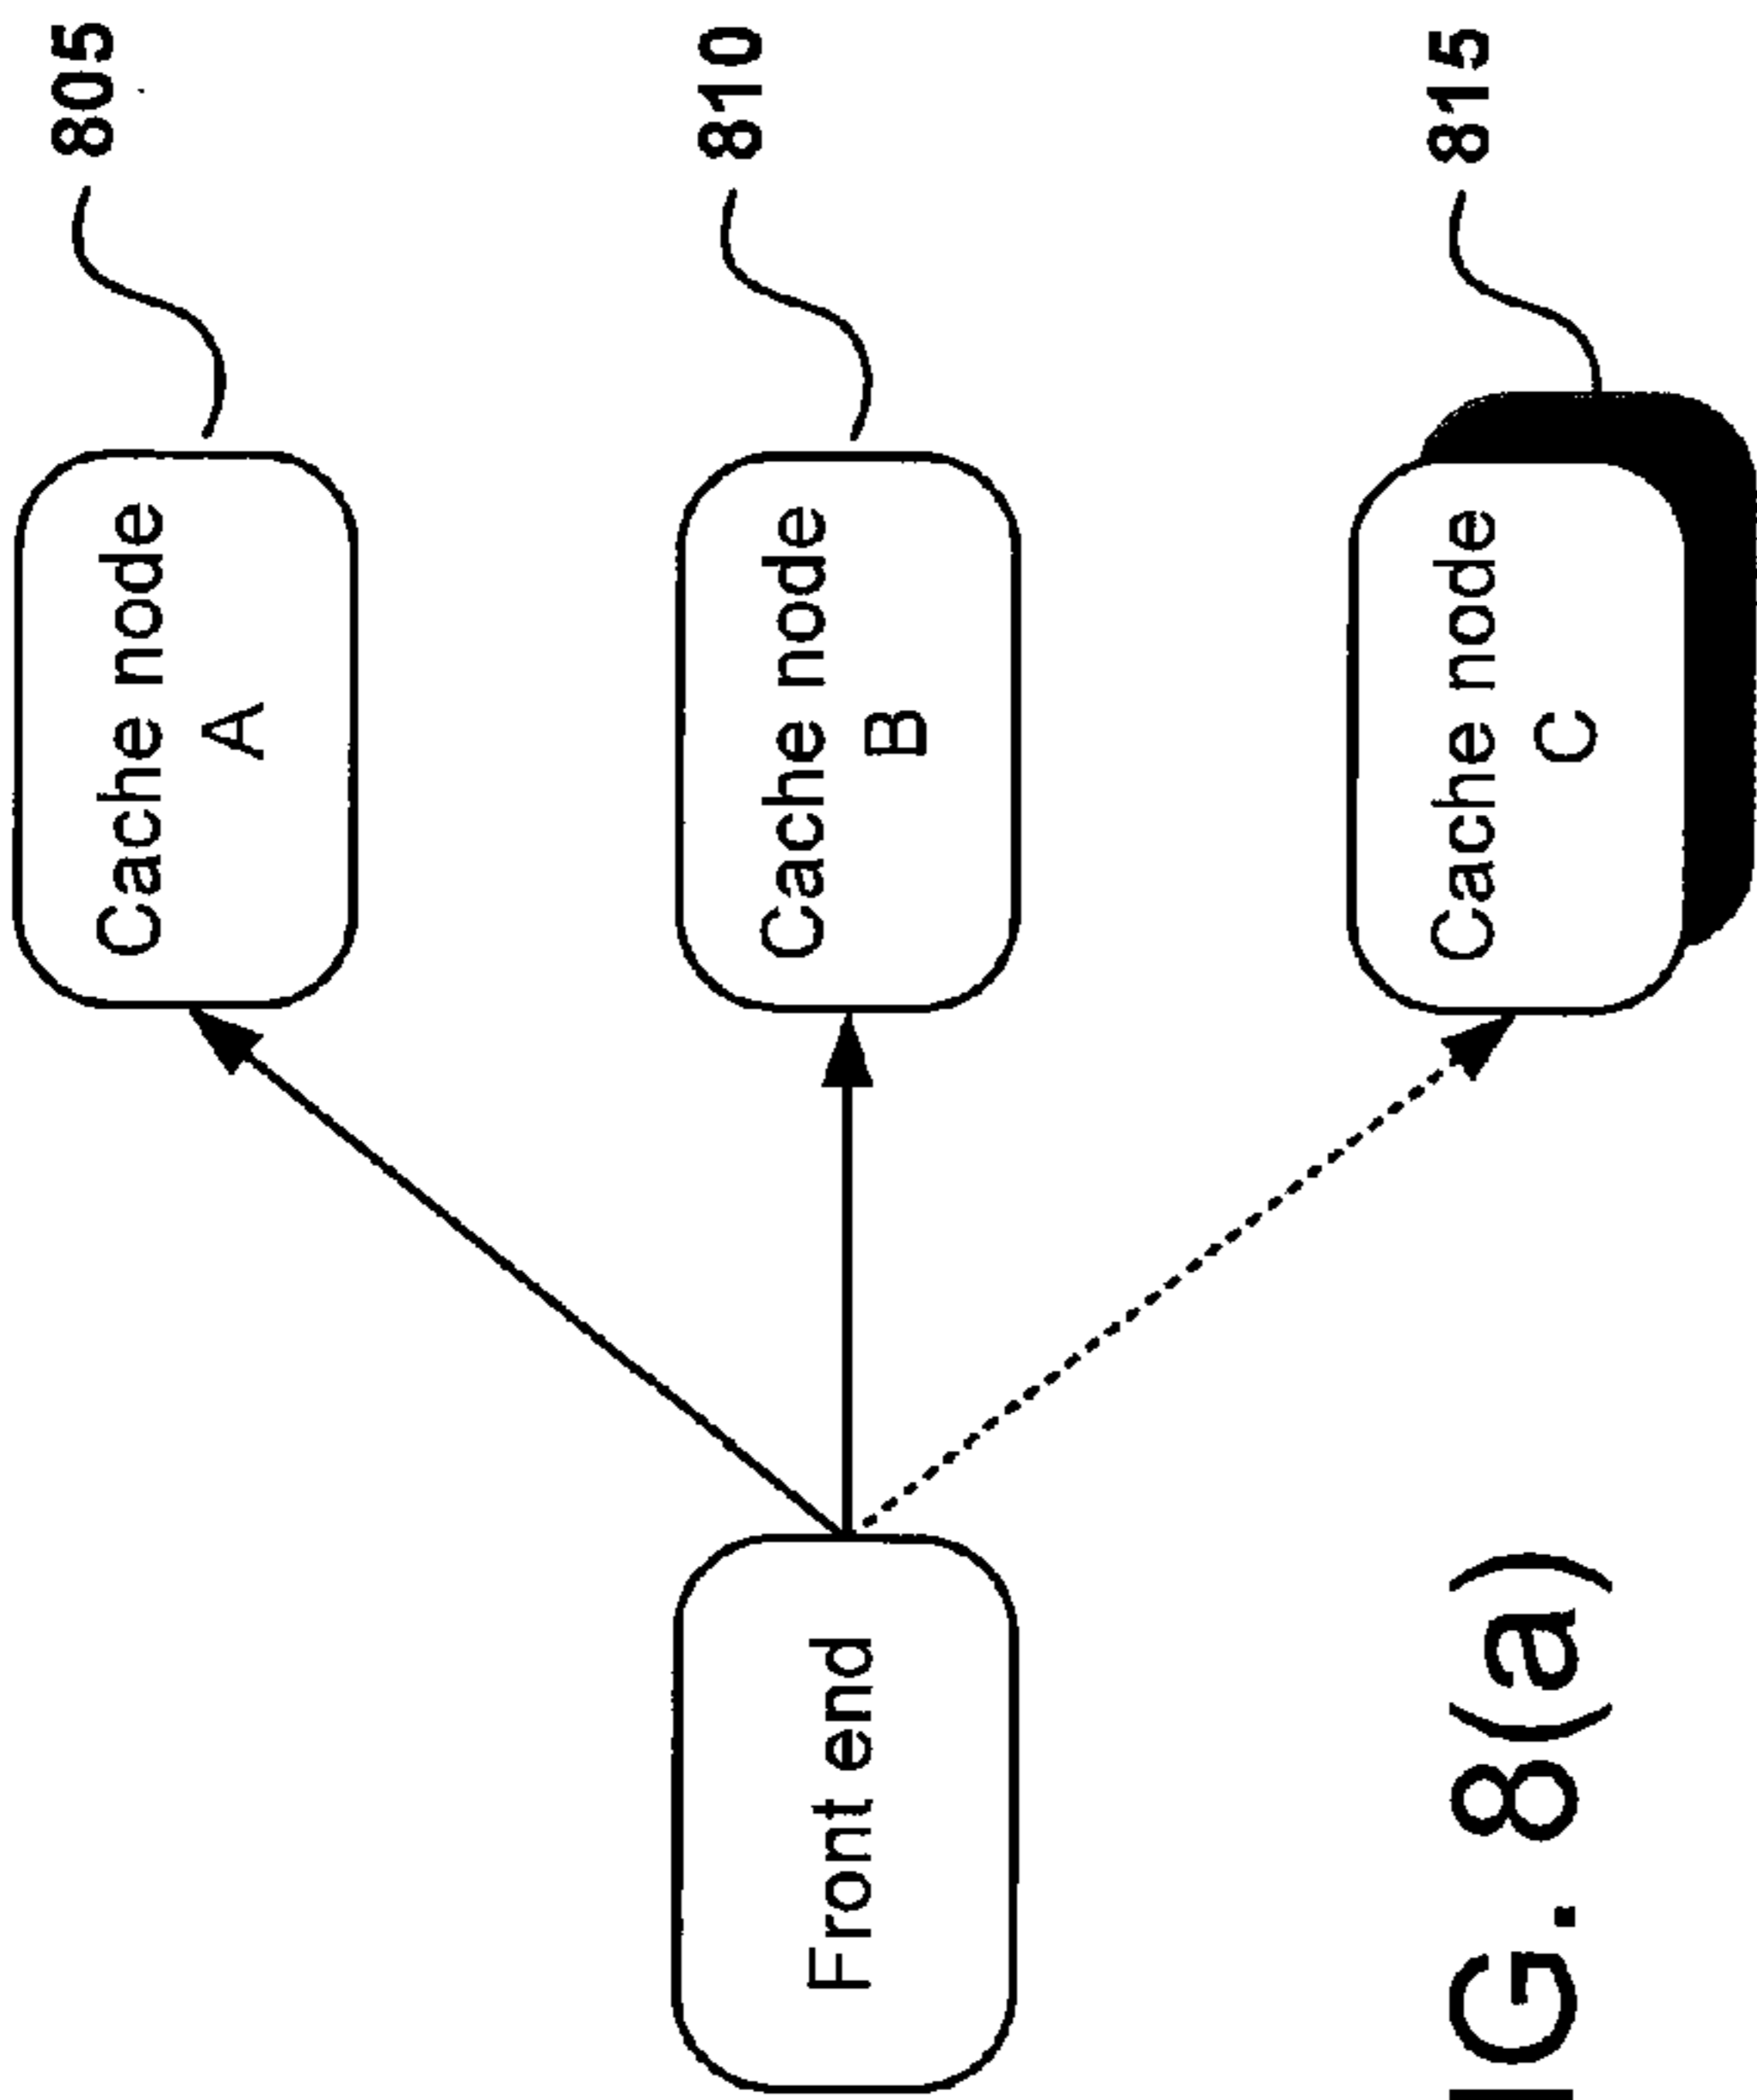 805
Cache node
A
810
Cache node
B
Front end
815
Cache node
C
IG. 8(a)